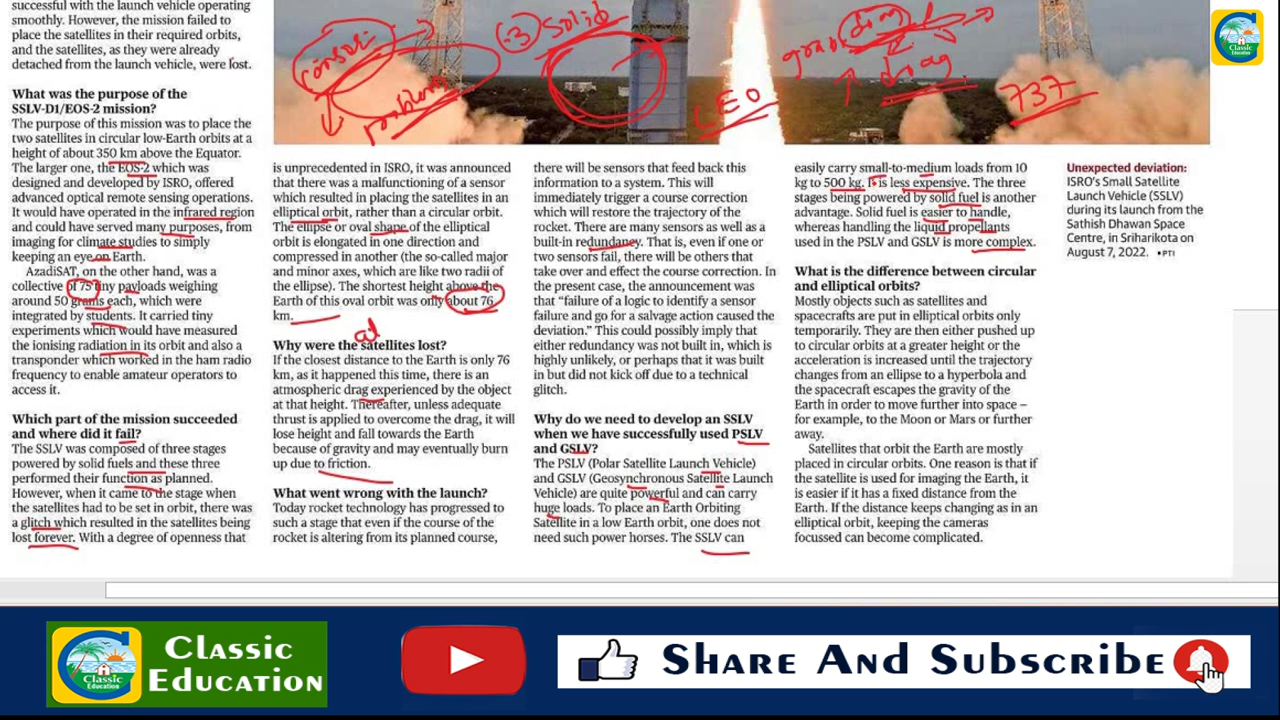 successful with the launch vehicle operating
smoothly. However, the mission failed to
place the satellites in their required orbits,
and the satellites, as they were already
detached from the launch vehicle, were lost.
What was the purpose of the
SSLV-D1/EOS-2 mission?
The purpose of this mission was to place the
two satellites in circular low-Earth orbits at a
height of about 350 km above the Equator.
The larger one, the EOS-2 which was
designed and developed by ISRO, offered
advanced optical remote sensing operations.
It would have operated in the infrared region
and could have served many purposes, from
imaging for climate studies to simply
keeping an eye on Earth.
AzadiSAT, on the other hand, was a
collective of 75 tiny payloads weighing
around 50 grams each, which were
integrated by students. It carried tiny
experiments which would have measured
the ionising radiation in its orbit and also a
transponder which worked in the ham radio
frequency to enable amateur operators to
access it.
Which part of the mission succeeded
and where did it fail?
The SSLV was composed of three stages
powered by solid fuels and these three
performed their function as planned.
However, when it came to the stage when
the satellites had to be set in orbit, there was
a glitch which resulted in the satellites being
lost forever. With a degree of openness that
is unprecedented in ISRO, it was announced
that there was a malfunctioning of a sensor
which resulted in placing the satellites in an
elliptical orbit, rather than a circular orbit.
The ellipse or oval shape of the elliptical
orbit is elongated in one direction and
compressed in another (the so-called major
and minor axes, which are like two radii of
the ellipse). The shortest height above the
Earth of this oval orbit was only about 76
km.
ad
Why were the satellites lost?
If the closest distance to the Earth is only 76
km, as it happened this time, there is an
atmospheric drag experienced by the object
at that height. Thereafter, unless adequate
thrust is applied to overcome the drag, it will
lose height and fall towards the Earth
because of gravity and may eventually burn
up due to friction.
What went wrong with the launch?
Today rocket technology has progressed to
such a stage that even if the course of the
rocket is altering from its planned course,
there will be sensors that feed back this
information to a system. This will
immediately trigger a course correction
which will restore the trajectory of the
rocket. There are many sensors as well as a
built-in redundancy. That is, even if one or
two sensors fail, there will be others that
take over and effect the course correction. In
the present case, the announcement was
that “failure of a logic to identify a sensor
failure and go for a salvage action caused the
deviation.” This could possibly imply that
either redundancy was not built in, which is
highly unlikely, or perhaps that it was built
in but did not kick off due to a technical
glitch.
Why do we need to develop an SSLV
when we have successfully used PSLV
and GSLV?
The PSLV (Polar Satellite Launch Vehicle)
and GSLV (Geosynchronous Satellite Launch
Vehicle) are quite powerful and can carry
huge loads. To place an Earth Orbiting
Satellite in a low Earth orbit, one does not
need such power horses. The SSLV can
easily carry small-to-medium loads from 10
kg to 500 kg. It is less expensive. The three
stages being powered by solid fuel is another
advantage. Solid fuel is easier to handle,
whereas handling the liquid propellants
used in the PSLV and GSLV is more complex.
What is the difference between circular
and elliptical orbits?
Mostly objects such as satellites and
spacecrafts are put in elliptical orbits only
temporarily. They are then either pushed up
to circular orbits at a greater height or the
acceleration is increased until the trajectory
changes from an ellipse to a hyperbola and
the spacecraft escapes the gravity of the
Earth in order to move further into space –
for example, to the Moon or Mars or further
away.
Satellites that orbit the Earth are mostly
placed in circular orbits. One reason is that if
the satellite is used for imaging the Earth, it
is easier if it has a fixed distance from the
Earth. If the distance keeps changing as in an
elliptical orbit, keeping the cameras
focussed can become complicated.
Unexpected deviation:
ISRO's Small Satellite
Launch Vehicle (SSLV)
during its launch from the
Sathish Dhawan Space
Centre, in Sriharikota on
August 7, 2022. • PTI
problem
(3) Solid
LEO
drag
737
Classic
Education
Classic
Education
Classic
Education
Share And Subscribe